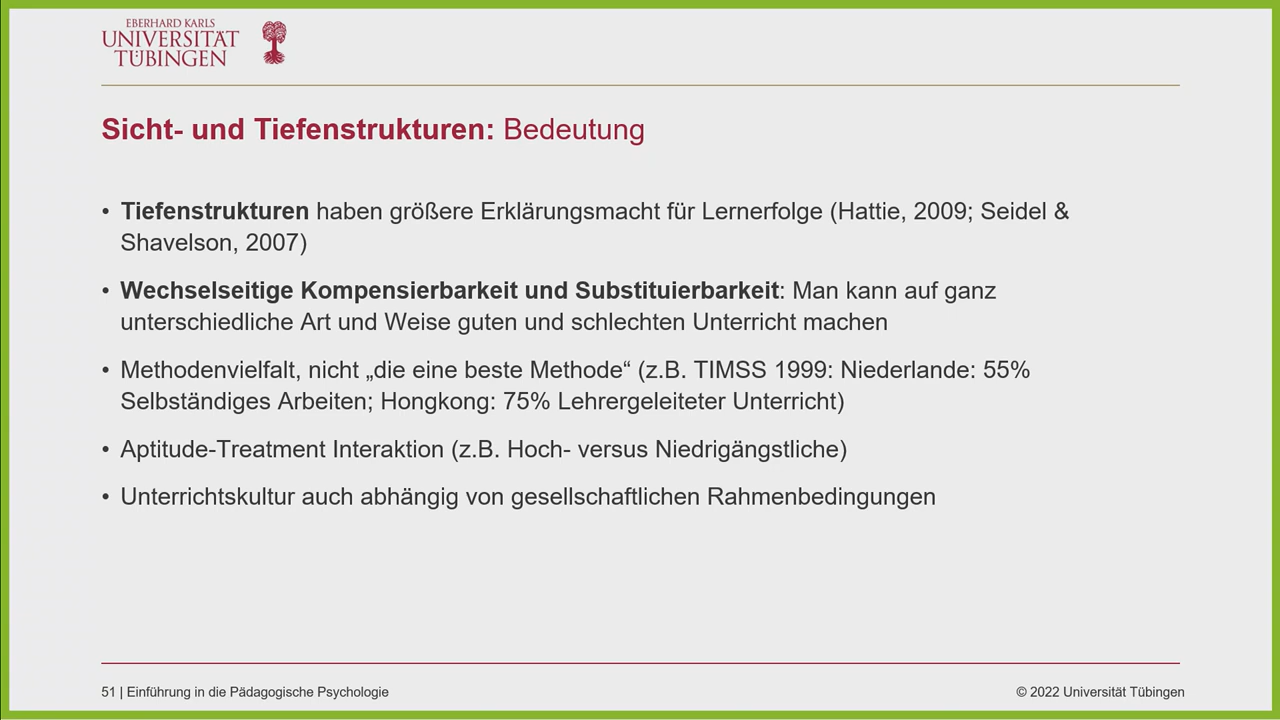 EBERHARD KARLS
UNIVERSITÄT
TÜBINGEN
Sicht- und Tiefenstrukturen: Bedeutung
• Tiefenstrukturen haben größere Erklärungsmacht für Lernerfolge (Hattie, 2009; Seidel &
Shavelson, 2007)
• Wechselseitige Kompensierbarkeit und Substituierbarkeit: Man kann auf ganz
unterschiedliche Art und Weise guten und schlechten Unterricht machen
• Methodenvielfalt, nicht „die eine beste Methode“ (z.B. TIMSS 1999: Niederlande: 55%
Selbständiges Arbeiten; Hongkong: 75% Lehrergeleiteter Unterricht)
• Aptitude-Treatment Interaktion (z.B. Hoch- versus Niedrigängstliche)
• Unterrichtskultur auch abhängig von gesellschaftlichen Rahmenbedingungen
51 | Einführung in die Pädagogische Psychologie
© 2022 Universität Tübingen